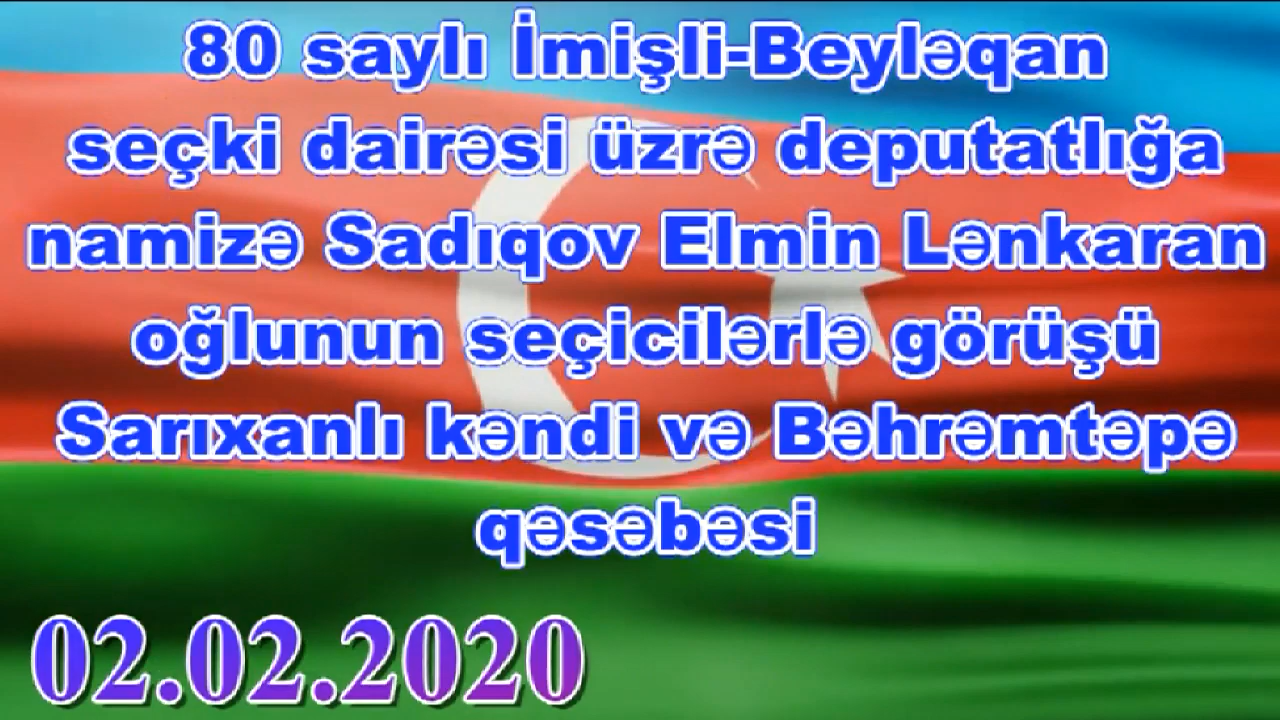 80 saylı İmişli-Beyləqan
seçki dairəsi üzrə deputatlığa
namizə Sadıqov Elmin Lənkaran
oğlunun seçicilərlə görüşü
Sarıxanlı kəndi və Bəhrəmtəpə
qəsəbəsi
02.02.2020